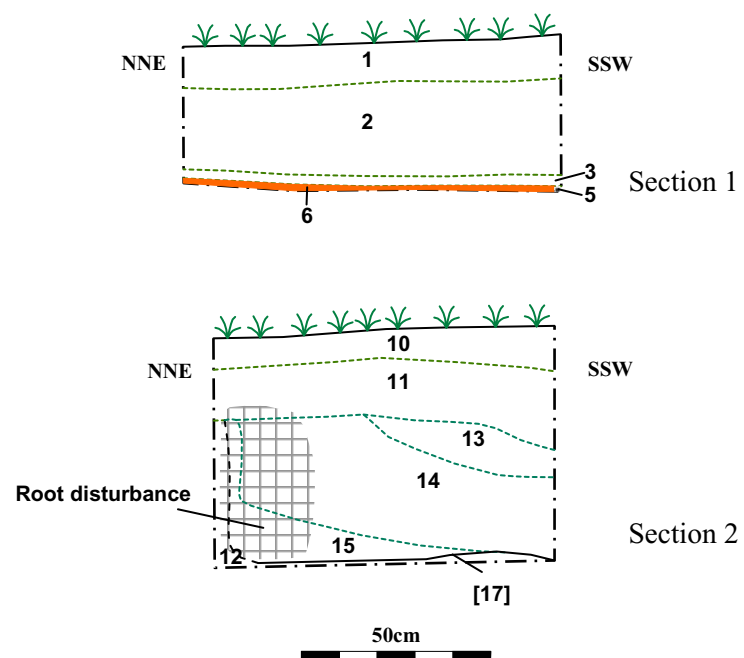 1
NNE
SSW
2
3
Section 1
5
6
10
NNE
11
SSW
13
14
Root disturbance
Section 2
15
12
[17]
50cm